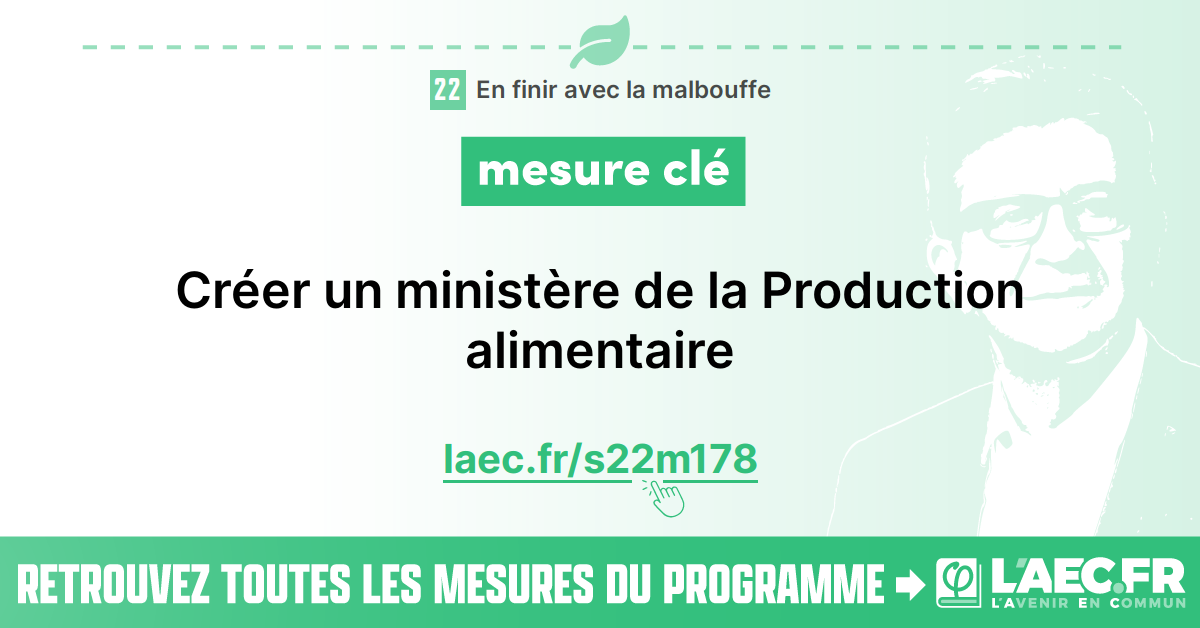 22 En finir avec la malbouffe
mesure clé
Créer un ministère de la Production
alimentaire
laec.fr/s22m178
RETROUVEZ TOUTES LES MESURES DU PROGRAMME
φ L'AEC.FR
L'AVENIR EN COMMUN